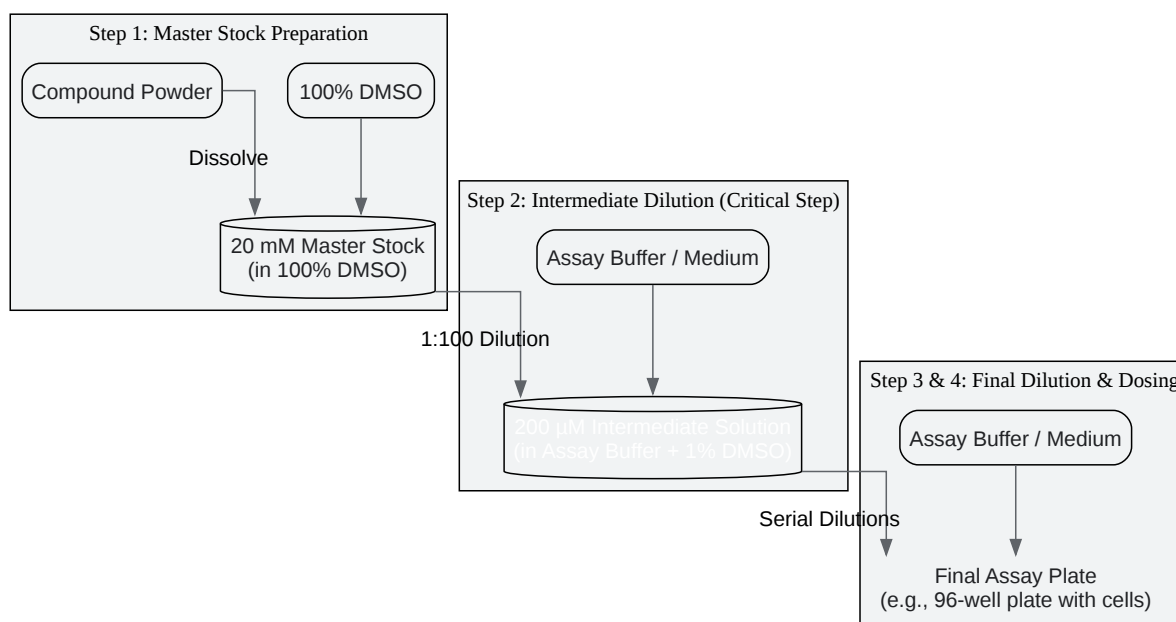 Step 1: Master Stock Preparation
Compound Powder
100% DMSO
Dissolve
20 mM Master Stock
(in 100% DMSO)
Step 2: Intermediate Dilution (Critical Step)
Assay Buffer / Medium
1:100 Dilution
200 µM Intermediate Solution
(in Assay Buffer + 1% DMSO)
Step 3 & 4: Final Dilution & Dosing
Assay Buffer / Medium
Serial Dilutions
Final Assay Plate
(e.g., 96-well plate with cells)